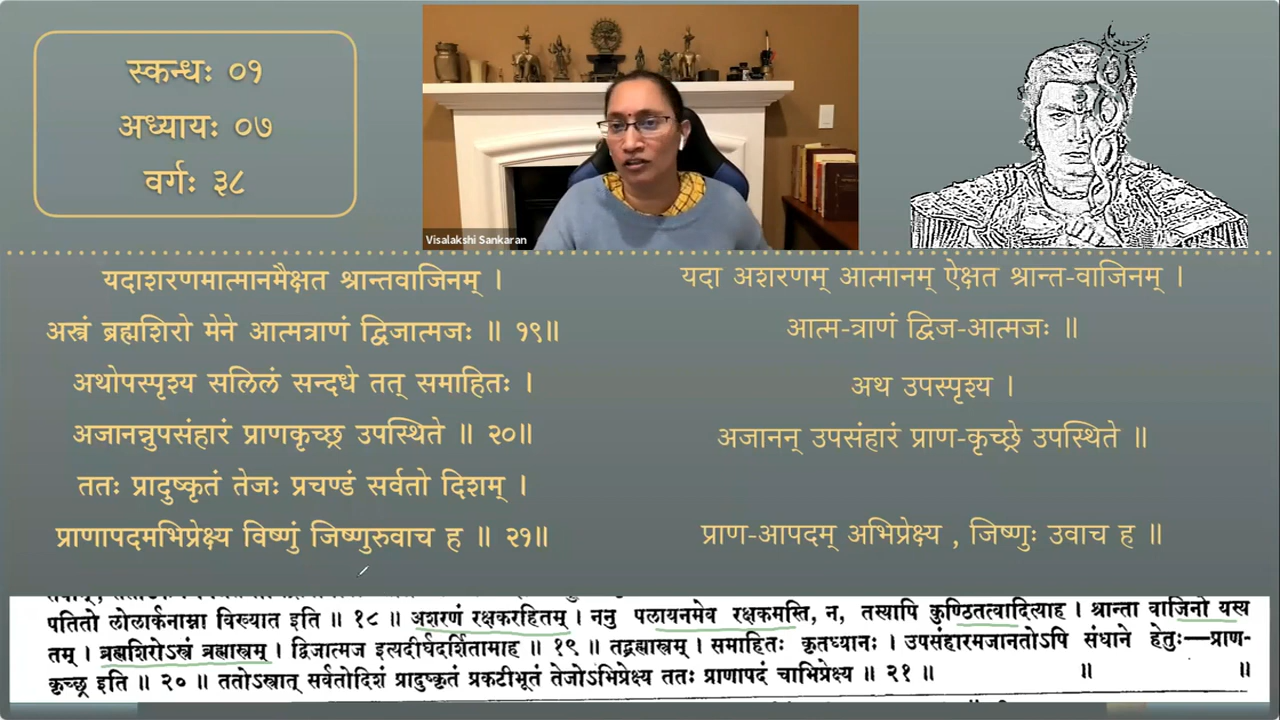 स्कन्धः ०१
अध्यायः ०७
वर्गः ३८
Visalakshi Sankaran
यदाशरणमात्मानमैक्षत श्रान्तवाजिनम् ।
अस्त्रं ब्रह्मशिरो मेने आत्मत्राणं द्विजात्मजः ॥ १९॥
अथोपस्पृश्य सलिलं सन्दधे तत् समाहितः ।
अजानन्नुपसंहारं प्राणकृच्छ्र उपस्थिते ॥ २०॥
ततः प्रादुष्कृतं तेजः प्रचण्डं सर्वतो दिशम् ।
प्राणापदमभिप्रेक्ष्य विष्णुं जिष्णुरुवाच ह ॥ २१॥
यदा अशरणम् आत्मानम् ऐक्षत श्रान्त-वाजिनम् ।
आत्म-त्राणं द्विज-आत्मजः ॥
अथ उपस्पृश्य ।
अजानन् उपसंहारं प्राण-कृच्छ्रे उपस्थिते ॥
प्राण-आपदम् अभिप्रेक्ष्य , जिष्णुः उवाच ह ॥
पतितो लोलार्कनाम्ना विख्यात इति ॥ १८ ॥ अशरणं रक्षकरहितम् । ननु पलायनमेव रक्षकमस्ति, न, तस्यापि कुण्ठितत्वादित्याह । श्रान्ता वाजिनो यस्य
तम् । ब्रह्मशिरोऽस्त्रं ब्रह्मास्त्रम् । द्विजात्मज इत्यदीर्घदर्शितामाह ॥ १९ ॥ तद्ब्रह्मास्त्रम् । समाहितः कृतध्यानः । उपसंहारमजानतोऽपि संधाने हेतुः—प्राण-
कृच्छ्र इति ॥ २० ॥ ततोऽस्त्रात् सर्वतोदिशं प्रादुष्कृतं प्रकटीभूतं तेजोऽभिप्रेक्ष्य ततः प्राणापदं चाभिप्रेक्ष्य ॥ २१ ॥ ॥ ॥